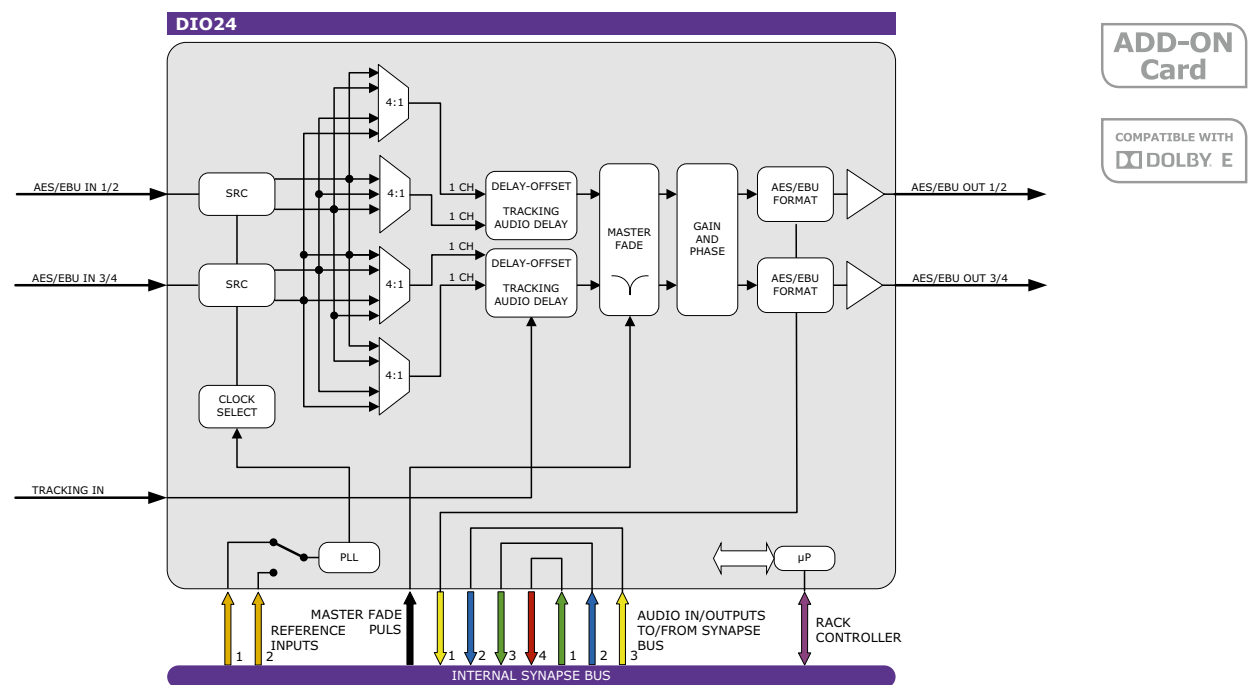 DIO24
ADD-ON
Card
COMPATIBLE WITH
DOLBY E
4:1
4:1
4:1
4:1
AES/EBU IN 1/2
AES/EBU IN 3/4
SRC
SRC
1 CH
1 CH
1 CH
1 CH
DELAY-OFFSET
TRACKING
AUDIO DELAY
DELAY-OFFSET
TRACKING
AUDIO DELAY
MASTER
FADE
GAIN
AND
PHASE
AES/EBU
FORMAT
AES/EBU
FORMAT
AES/EBU OUT 1/2
AES/EBU OUT 3/4
CLOCK
SELECT
TRACKING IN
PLL
µP
REFERENCE
INPUTS
1
2
MASTER FADE
PULS
1
2
3
4
1
2
3
AUDIO IN/OUTPUTS
TO/FROM SYNAPSE
BUS
RACK
CONTROLLER
INTERNAL SYNAPSE BUS